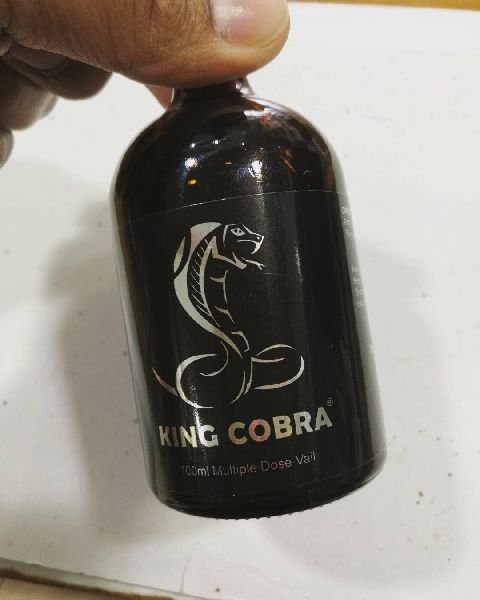 KING COBRA®
100ml Multiple Dose Vail